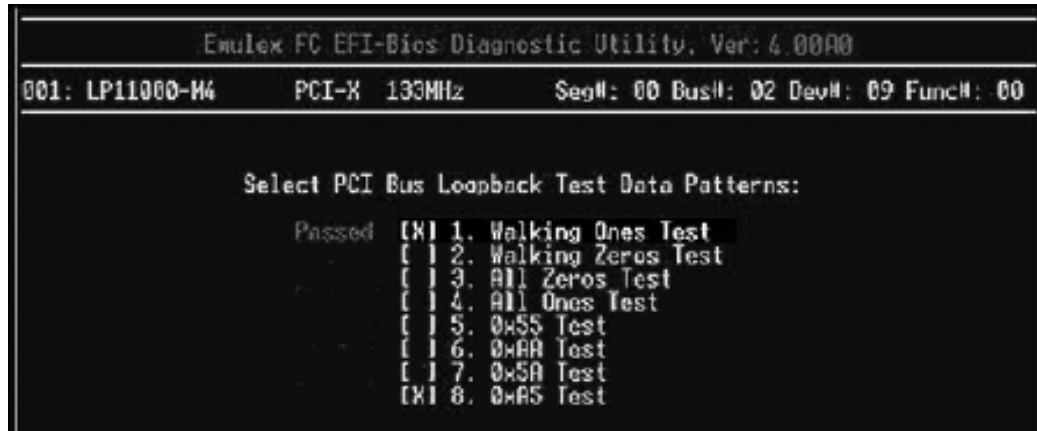 Emulex FC EFI-Bios Diagnostic Utility, Ver: 4.00A0
001: LP11000-M4 PCI-X 133MHz Seg#: 00 Bus#: 02 Dev#: 09 Func#: 00
Select PCI Bus Loopback Test Data Patterns:
Passed [X] 1. Walking Ones Test
[ ] 2. Walking Zeros Test
[ ] 3. All Zeros Test
[ ] 4. All Ones Test
[ ] 5. 0x55 Test
[ ] 6. 0xAA Test
[ ] 7. 0x5A Test
[X] 8. 0xA5 Test